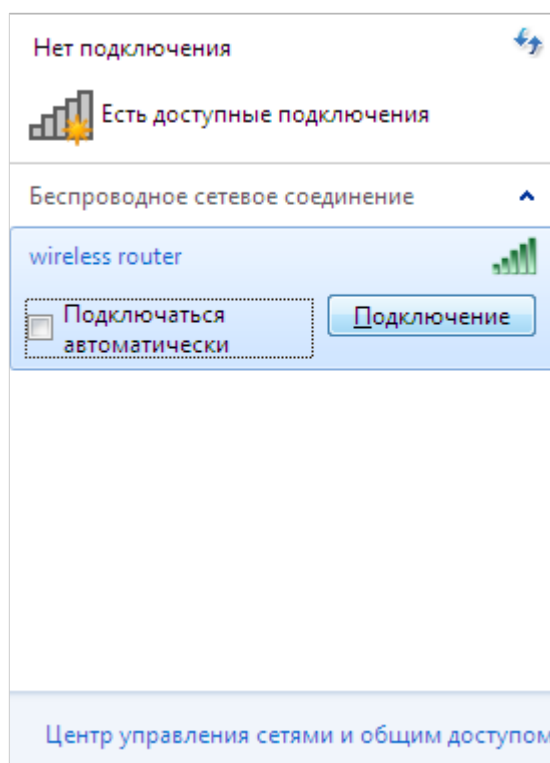 Нет подключения
Есть доступные подключения
Беспроводное сетевое соединение
wireless router
Подключаться
автоматически
Подключение
Центр управления сетями и общим доступом